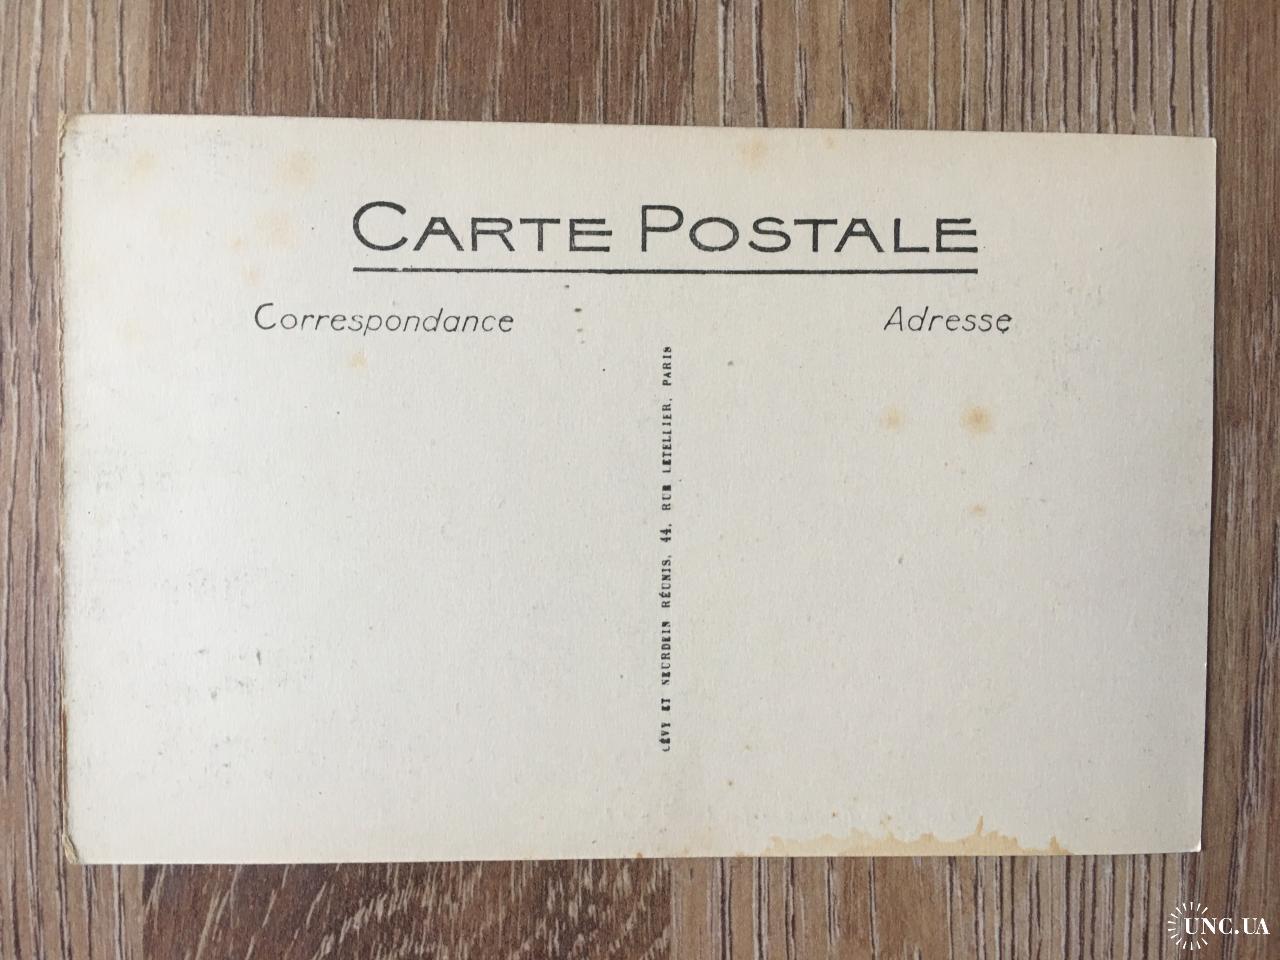 CARTE POSTALE
Correspondance
Adresse
LÉVY ET NEURDEIN RÉUNIS, 44, RUE LETELLIER, PARIS
UNC.UA